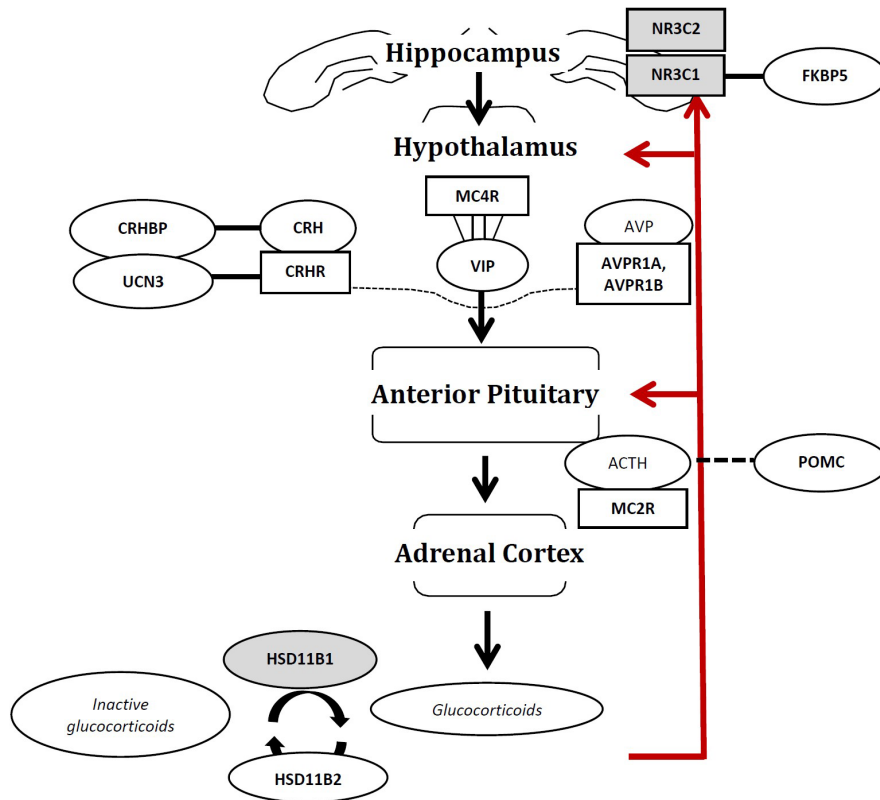 NR3C2
Hippocampus
NR3C1
FKBP5
Hypothalamus
MC4R
CRHBP
CRH
AVP
VIP
CRHR
UCN3
AVPR1A,
AVPR1B
Anterior Pituitary
ACTH
POMC
MC2R
Adrenal Cortex
HSD11B1
Inactive
glucocorticoids
Glucocorticoids
HSD11B2